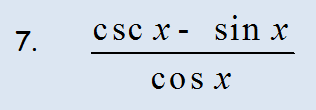 7. csc x - sin x
cos x